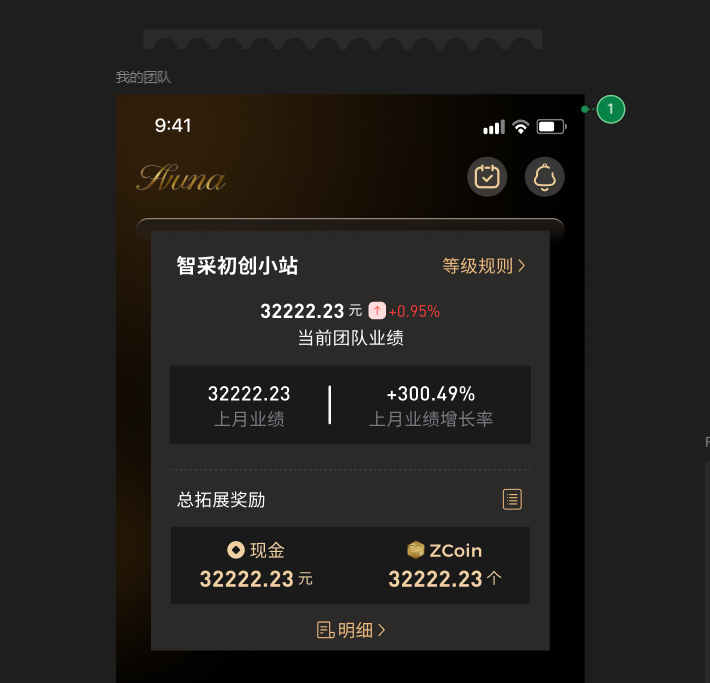 我的团队
1
9:41
Huna
智采初创小站
等级规则
32222.23 元 +0.95%
当前团队业绩
32222.23
+300.49%
上月业绩
上月业绩增长率
总拓展奖励
现金
ZCoin
32222.23 元
32222.23 个
明细